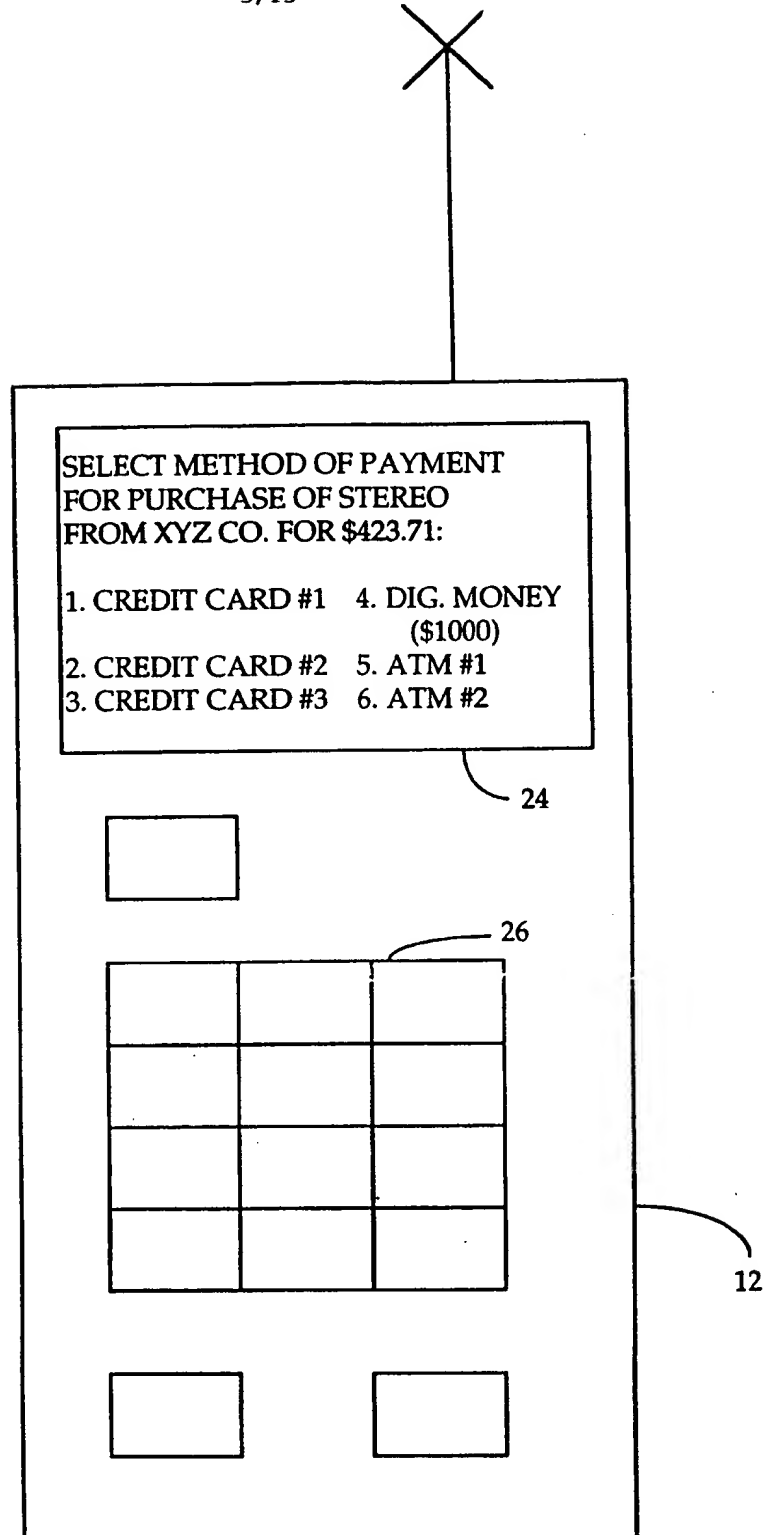 SELECT METHOD OF PAYMENT
FOR PURCHASE OF STEREO
FROM XYZ CO. FOR $423.71:
1. CREDIT CARD #1 4. DIG. MONEY
($1000)
2. CREDIT CARD #2 5. ATM #1
3. CREDIT CARD #3 6. ATM #2
24
26
12